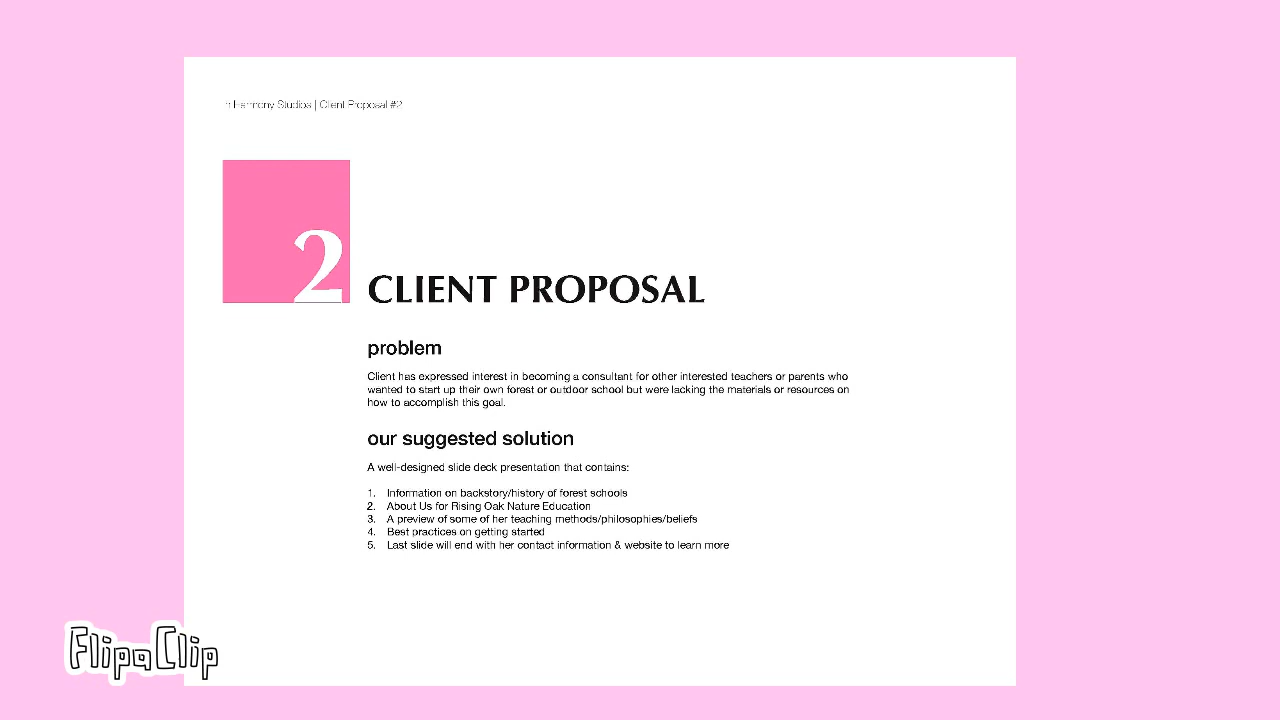 n Harmony Studios | Client Proposal #2
2
CLIENT PROPOSAL
problem
Client has expressed interest in becoming a consultant for other interested teachers or parents who
wanted to start up their own forest or outdoor school but were lacking the materials or resources on
how to accomplish this goal.
our suggested solution
A well-designed slide deck presentation that contains:
1. Information on backstory/history of forest schools
2. About Us for Rising Oak Nature Education
3. A preview of some of her teaching methods/philosophies/beliefs
4. Best practices on getting started
5. Last slide will end with her contact information & website to learn more
FlipaClip